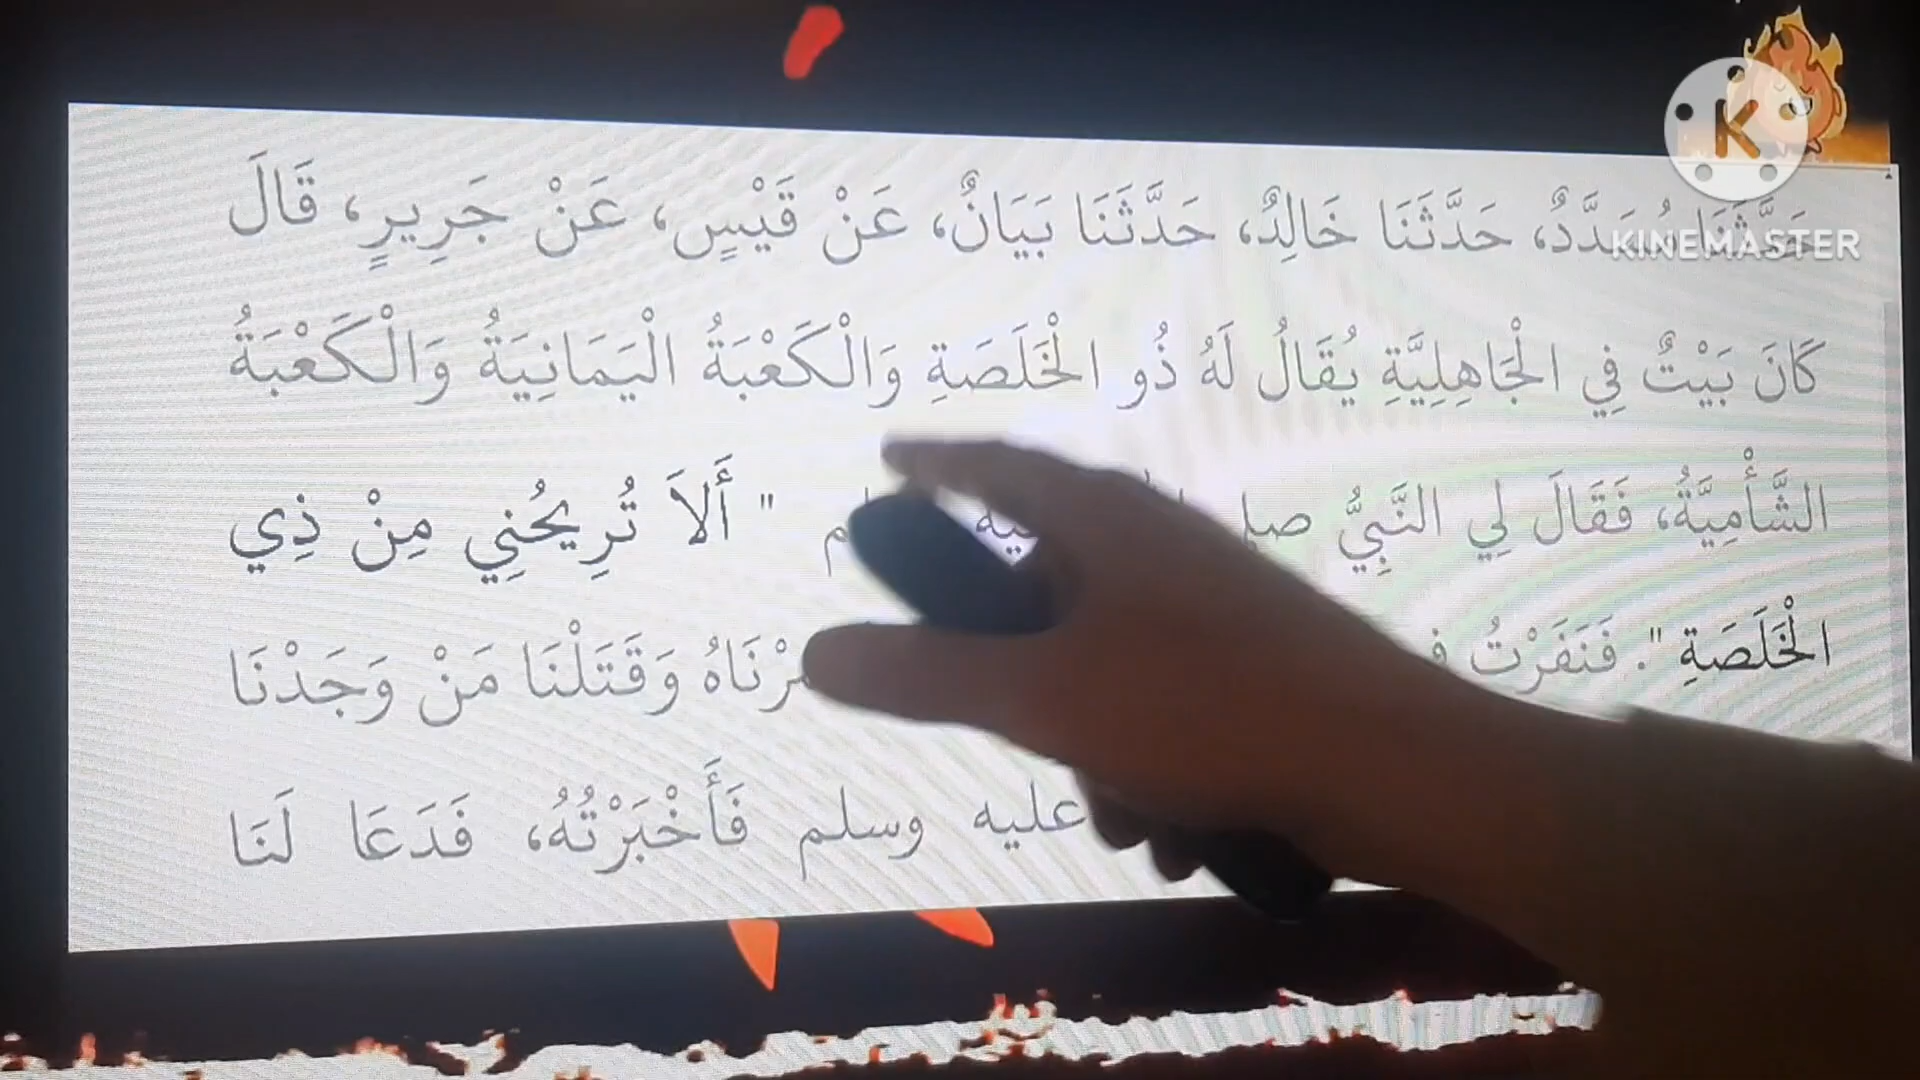 KINEMASTER
حَدَّثَنَا مُسَدَّدٌ، حَدَّثَنَا خَالِدٌ، حَدَّثَنَا بَيَانٌ، عَنْ قَيْسٍ، عَنْ جَرِيرٍ، قَالَ
كَانَ بَيْتٌ فِي الْجَاهِلِيَّةِ يُقَالُ لَهُ ذُو الْخَلَصَةِ وَالْكَعْبَةُ الْيَمَانِيَةُ وَالْكَعْبَةُ
الشَّأْمِيَّةُ، فَقَالَ لِي النَّبِيُّ " أَلاَ تُرِيحُنِي مِنْ ذِي
الْخَلَصَةِ ". فَنَفَرْتُ وَقَتَلْنَا مَنْ وَجَدْنَا
عليه وسلم فَأَخْبَرْتُهُ، فَدَعَا لَنَا